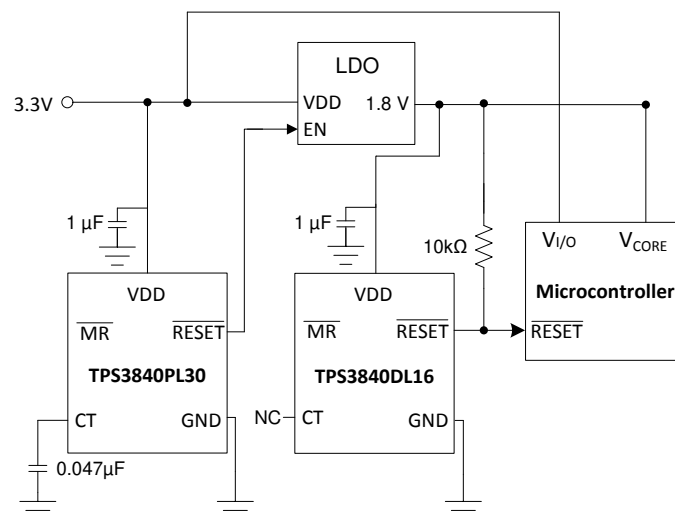 LDO
3.3V
VDD
1.8 V
EN
1 µF
1 µF
10kΩ
VI/O
VCORE
Microcontroller
RESET
VDD
MR
RESET
TPS3840PL30
CT
GND
0.047µF
VDD
MR
RESET
TPS3840DL16
NC
CT
GND